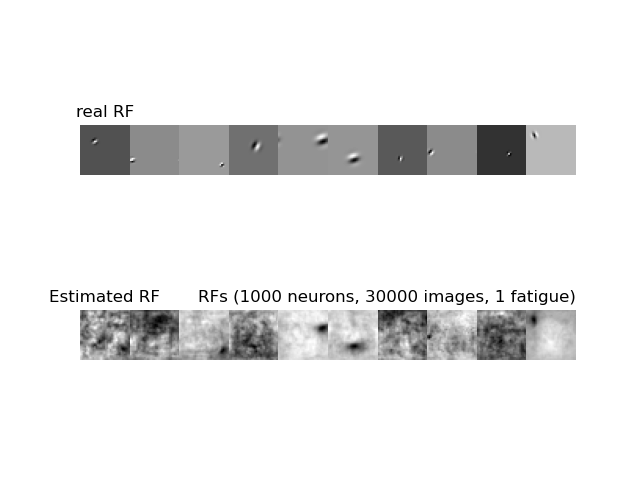 real RF
Estimated RF
RFs (1000 neurons, 30000 images, 1 fatigue)